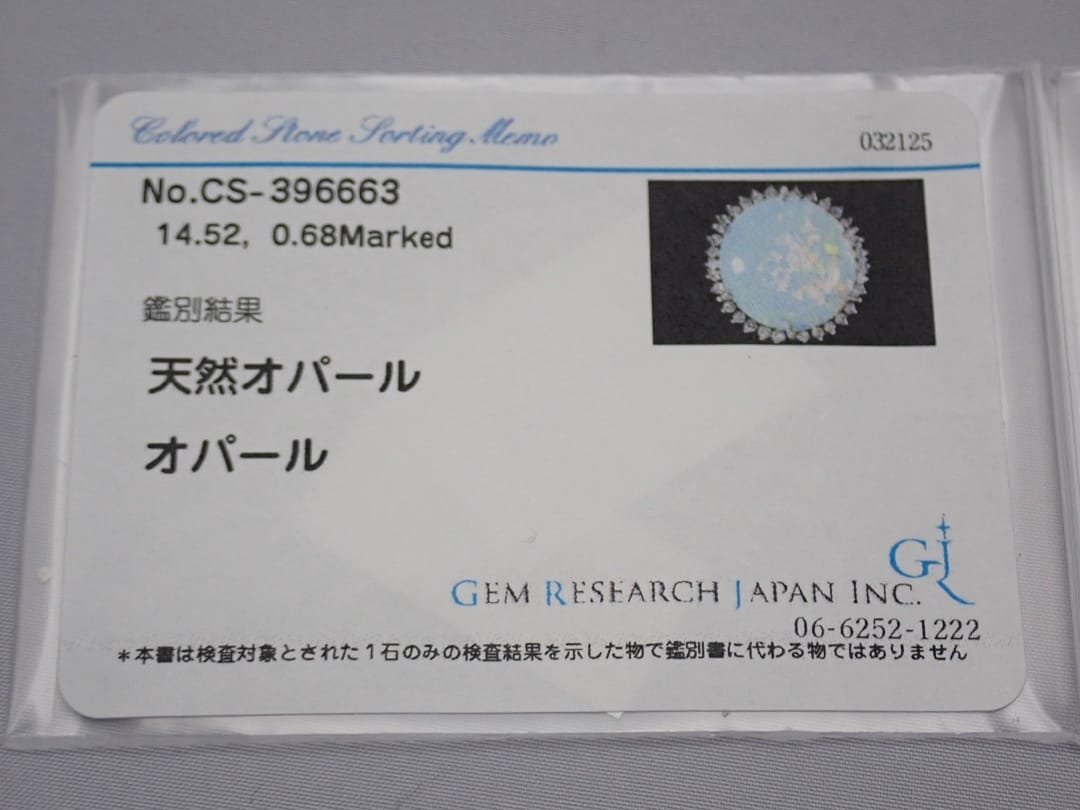 Colored Stone Sorting Memo
032125
No.CS-396663
14.52, 0.68Marked
鑑別結果
天然オパール
オパール
GJR
GEM RESEARCH JAPAN INC.
06-6252-1222
*本書は検査対象とされた1石のみの検査結果を示した物で鑑別書に代わる物ではありません